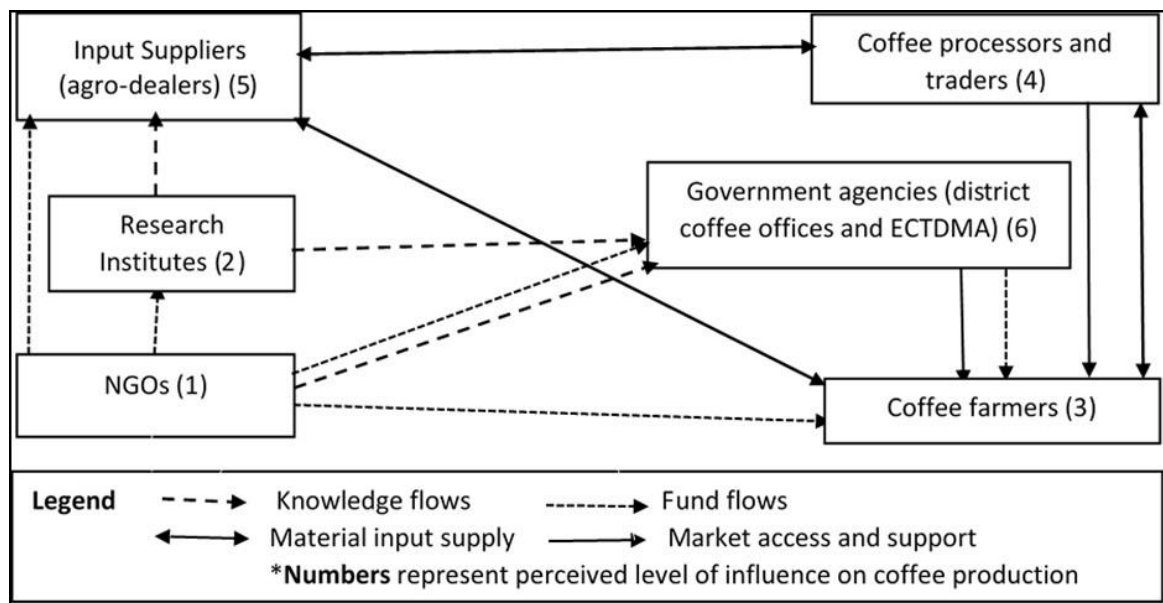 Input Suppliers
(agro-dealers) (5)
Coffee processors and
traders (4)
Research
Institutes (2)
Government agencies (district
coffee offices and ECTDMA) (6)
NGOs (1)
Coffee farmers (3)
Legend
Knowledge flows
Fund flows
Material input supply
Market access and support
*Numbers represent perceived level of influence on coffee production